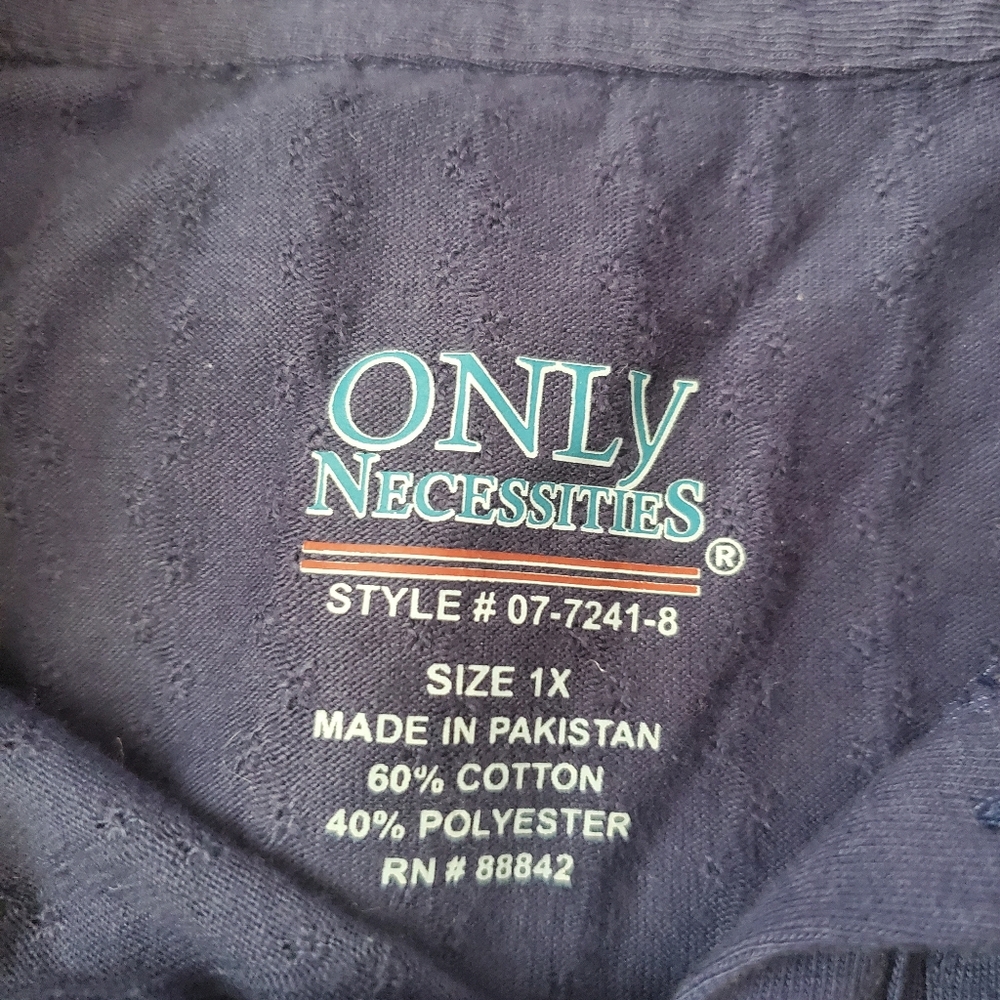 ONLy
NECESSITIES®
STYLE # 07-7241-8
SIZE 1X
MADE IN PAKISTAN
60% COTTON
40% POLYESTER
RN # 88842